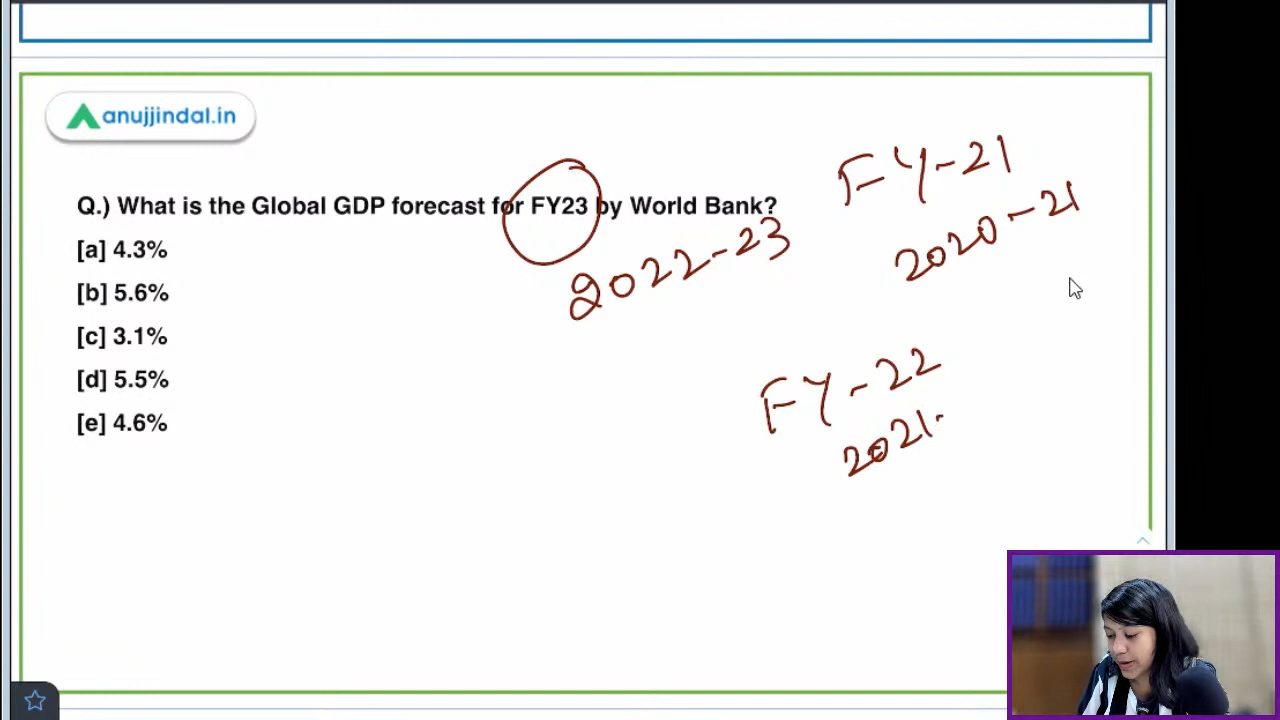 anujjindal.in
Q.) What is the Global GDP forecast for FY23 by World Bank?
[a] 4.3%
[b] 5.6%
[c] 3.1%
[d] 5.5%
[e] 4.6%
2022-23
FY-21
2020-21
FY-22
2021-